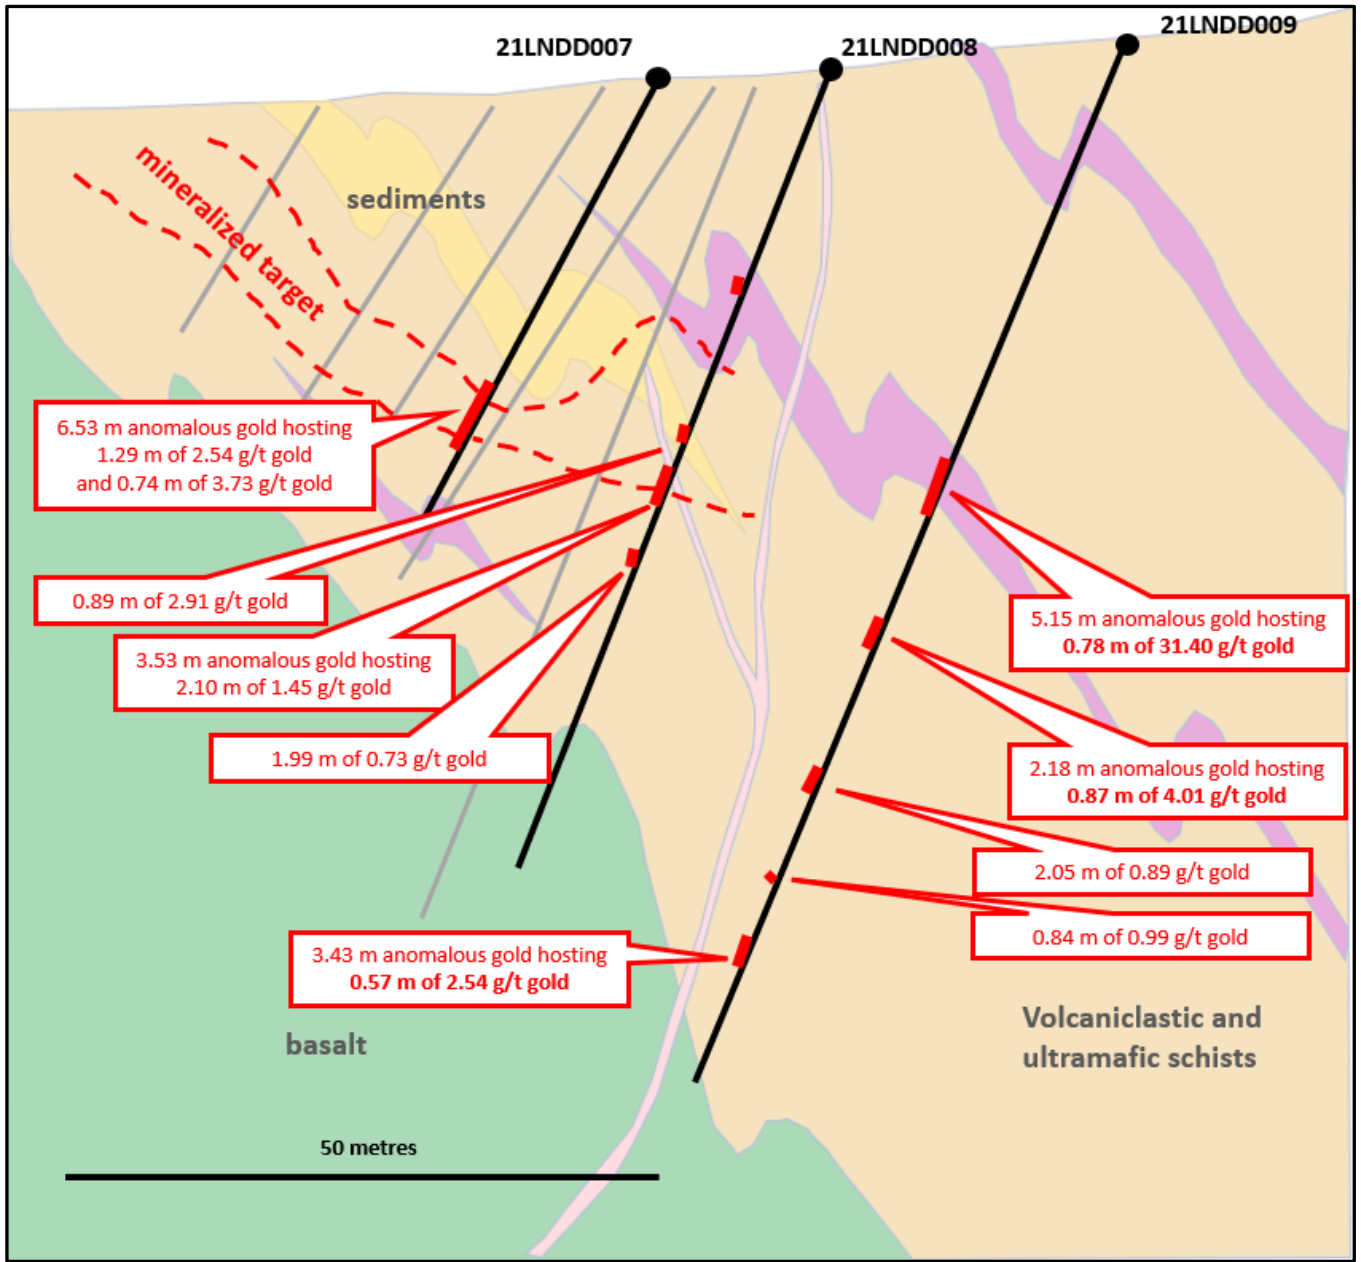 21LNDD007
21LNDD008
21LNDD009
mineralized target
sediments
6.53 m anomalous gold hosting
1.29 m of 2.54 g/t gold
and 0.74 m of 3.73 g/t gold
0.89 m of 2.91 g/t gold
3.53 m anomalous gold hosting
2.10 m of 1.45 g/t gold
1.99 m of 0.73 g/t gold
5.15 m anomalous gold hosting
0.78 m of 31.40 g/t gold
2.18 m anomalous gold hosting
0.87 m of 4.01 g/t gold
2.05 m of 0.89 g/t gold
0.84 m of 0.99 g/t gold
3.43 m anomalous gold hosting
0.57 m of 2.54 g/t gold
basalt
Volcaniclastic and
ultramafic schists
50 metres